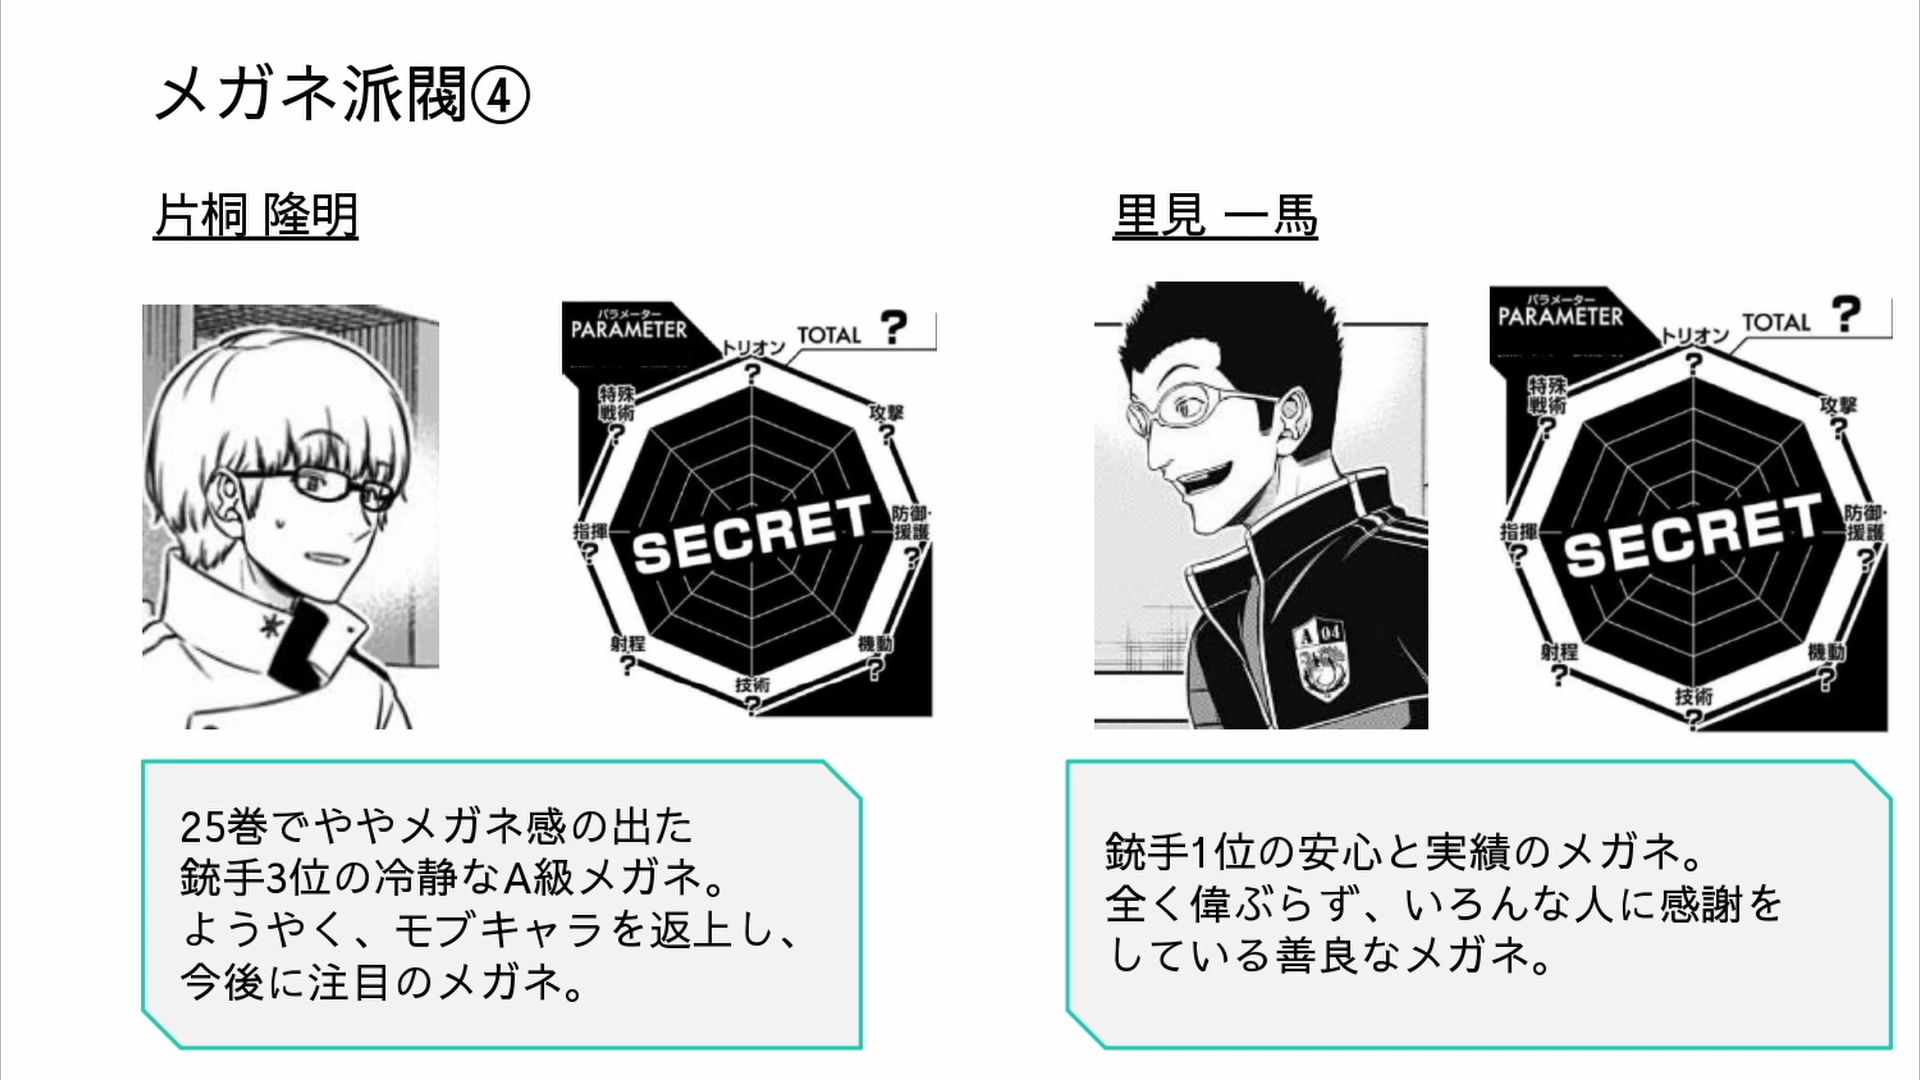 メガネ派閥④
片桐 隆明
パラメーター
PARAMETER
TOTAL ?
トリオン
?
特殊
戦術
?
攻撃
?
SECRET
指揮
?
防御・
援護
?
射程
?
機動
?
技術
?
25巻でややメガネ感の出た
銃手3位の冷静なA級メガネ。
ようやく、モブキャラを返上し、
今後に注目のメガネ。
里見 一馬
パラメーター
PARAMETER
TOTAL ?
トリオン
?
特殊
戦術
?
攻撃
?
SECRET
指揮
?
防御・
援護
?
射程
?
機動
?
技術
?
A 04
銃手1位の安心と実績のメガネ。
全く偉ぶらず、いろんな人に感謝を
している善良なメガネ。